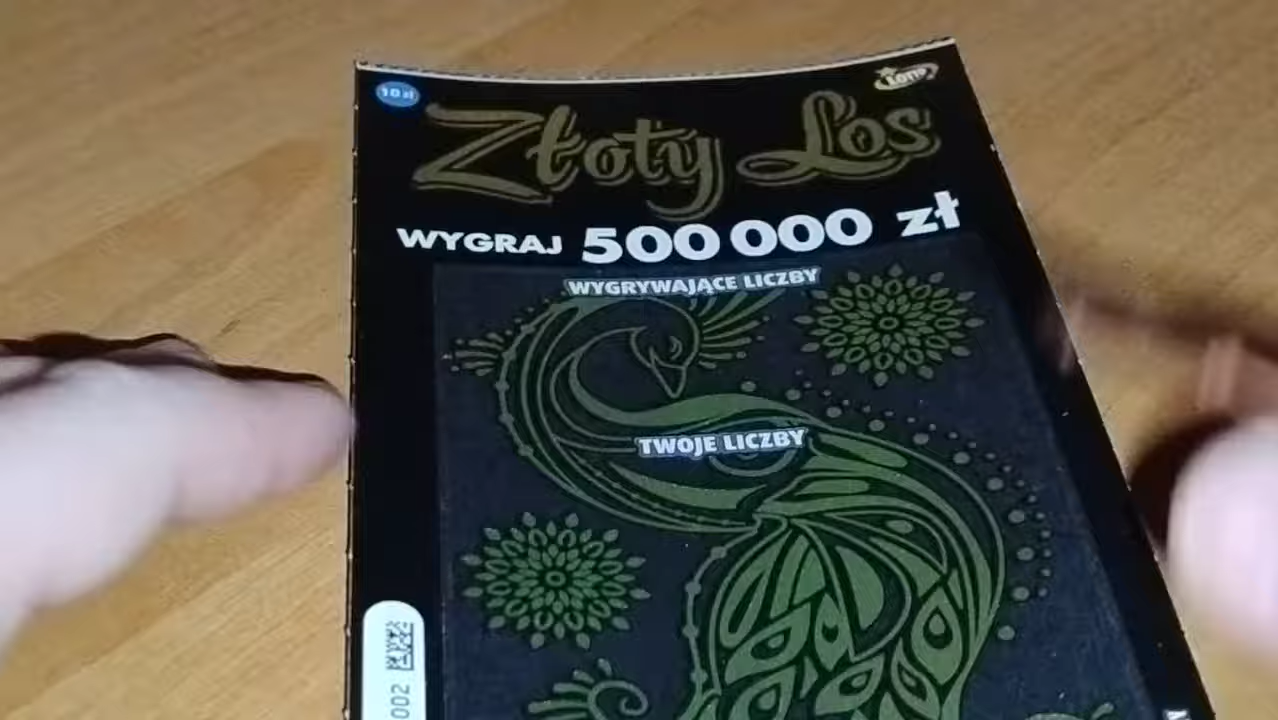 10 zł
LOTTO
Złoty Los
WYGRAJ 500 000 zł
WYGRYWAJĄCE LICZBY
TWOJE LICZBY
002